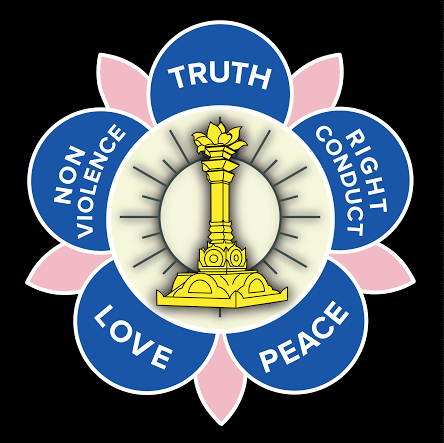 TRUTH
RIGHT
CONDUCT
PEACE
LOVE
NON
VIOLENCE